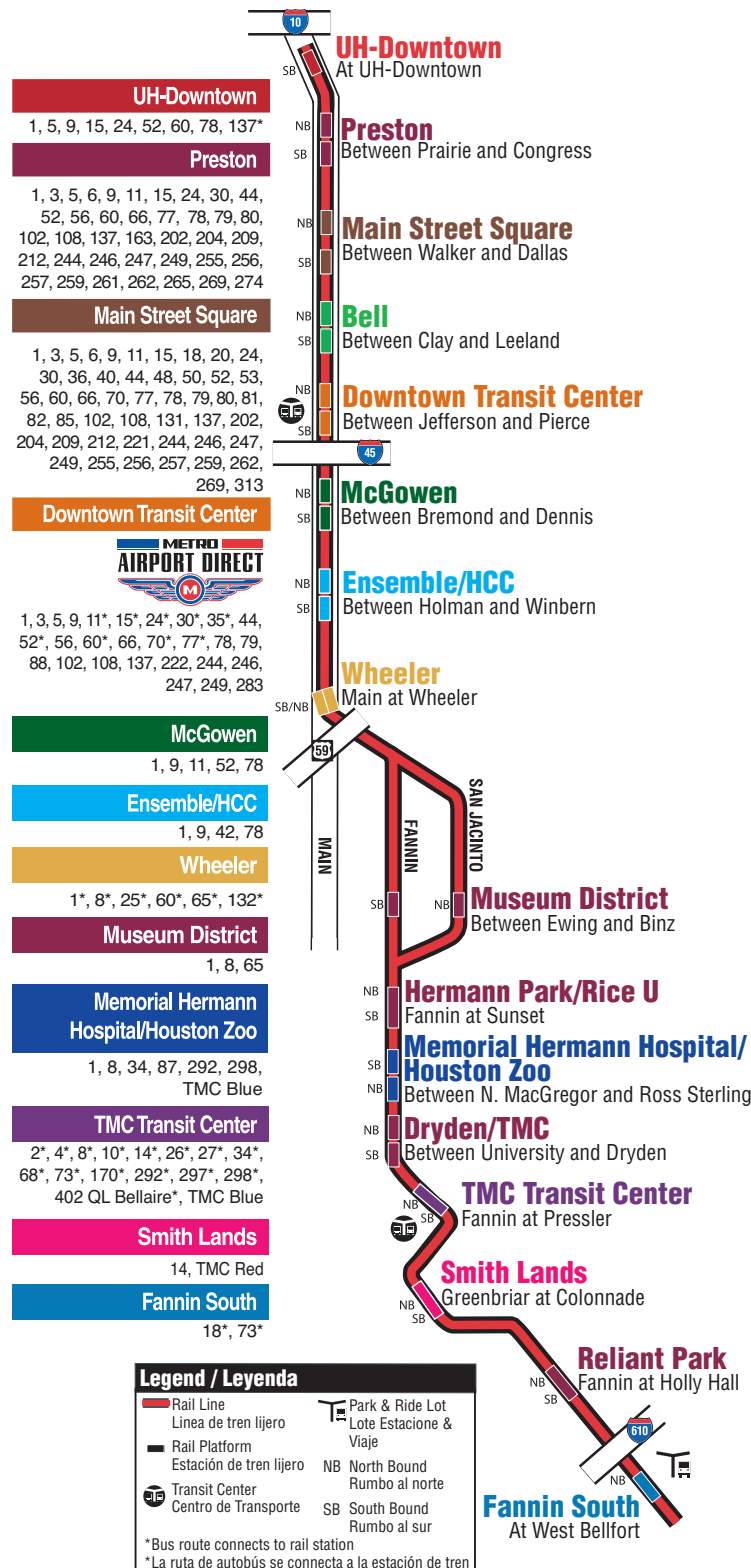 10
UH-Downtown
At UH-Downtown
SB
UH-Downtown
1, 5, 9, 15, 24, 52, 60, 78, 137*
NB
SB
Preston
Between Prairie and Congress
Preston
1, 3, 5, 6, 9, 11, 15, 24, 30, 44,
52, 56, 60, 66, 77, 78, 79, 80,
102, 108, 137, 163, 202, 204, 209,
212, 244, 246, 247, 249, 255, 256,
257, 259, 261, 262, 265, 269, 274
NB
SB
Main Street Square
Between Walker and Dallas
Main Street Square
1, 3, 5, 6, 9, 11, 15, 18, 20, 24,
30, 36, 40, 44, 48, 50, 52, 53,
56, 60, 66, 70, 77, 78, 79, 80, 81,
82, 85, 102, 108, 131, 137, 202,
204, 209, 212, 221, 244, 246, 247,
249, 255, 256, 257, 259, 262,
269, 313
NB
SB
Bell
Between Clay and Leeland
NB
SB
Downtown Transit Center
Between Jefferson and Pierce
45
Downtown Transit Center
METRO
AIRPORT DIRECT
M
1, 3, 5, 9, 11*, 15*, 24*, 30*, 35*, 44,
52*, 56, 60*, 66, 70*, 77*, 78, 79,
88, 102, 108, 137, 222, 244, 246,
247, 249, 283
NB
SB
McGowen
Between Bremond and Dennis
NB
SB
Ensemble/HCC
Between Holman and Winbern
Wheeler
Main at Wheeler
SB/NB
59
McGowen
1, 9, 11, 52, 78
Ensemble/HCC
1, 9, 42, 78
Wheeler
1*, 8*, 25*, 60*, 65*, 132*
MAIN
FANNIN
SAN JACINTO
SB
NB
Museum District
Between Ewing and Binz
Museum District
1, 8, 65
NB
SB
Hermann Park/Rice U
Fannin at Sunset
Memorial Hermann
Hospital/Houston Zoo
1, 8, 34, 87, 292, 298,
TMC Blue
SB
NB
Memorial Hermann Hospital/
Houston Zoo
Between N. MacGregor and Ross Sterling
NB
SB
Dryden/TMC
Between University and Dryden
TMC Transit Center
2*, 4*, 8*, 10*, 14*, 26*, 27*, 34*,
68*, 73*, 170*, 292*, 297*, 298*,
402 QL Bellaire*, TMC Blue
NB
SB
TMC Transit Center
Fannin at Pressler
Smith Lands
14, TMC Red
Smith Lands
Greenbriar at Colonnade
NB
SB
Fannin South
18*, 73*
Reliant Park
Fannin at Holly Hall
NB
SB
610
NB
Fannin South
At West Bellfort
Legend / Leyenda
Rail Line
Linea de tren lijero
Rail Platform
Estación de tren lijero
Transit Center
Centro de Transporte
Park & Ride Lot
Lote Estacione &
Viaje
NB North Bound
Rumbo al norte
SB South Bound
Rumbo al sur
*Bus route connects to rail station
*La ruta de autobús se connecta a la estación de tren